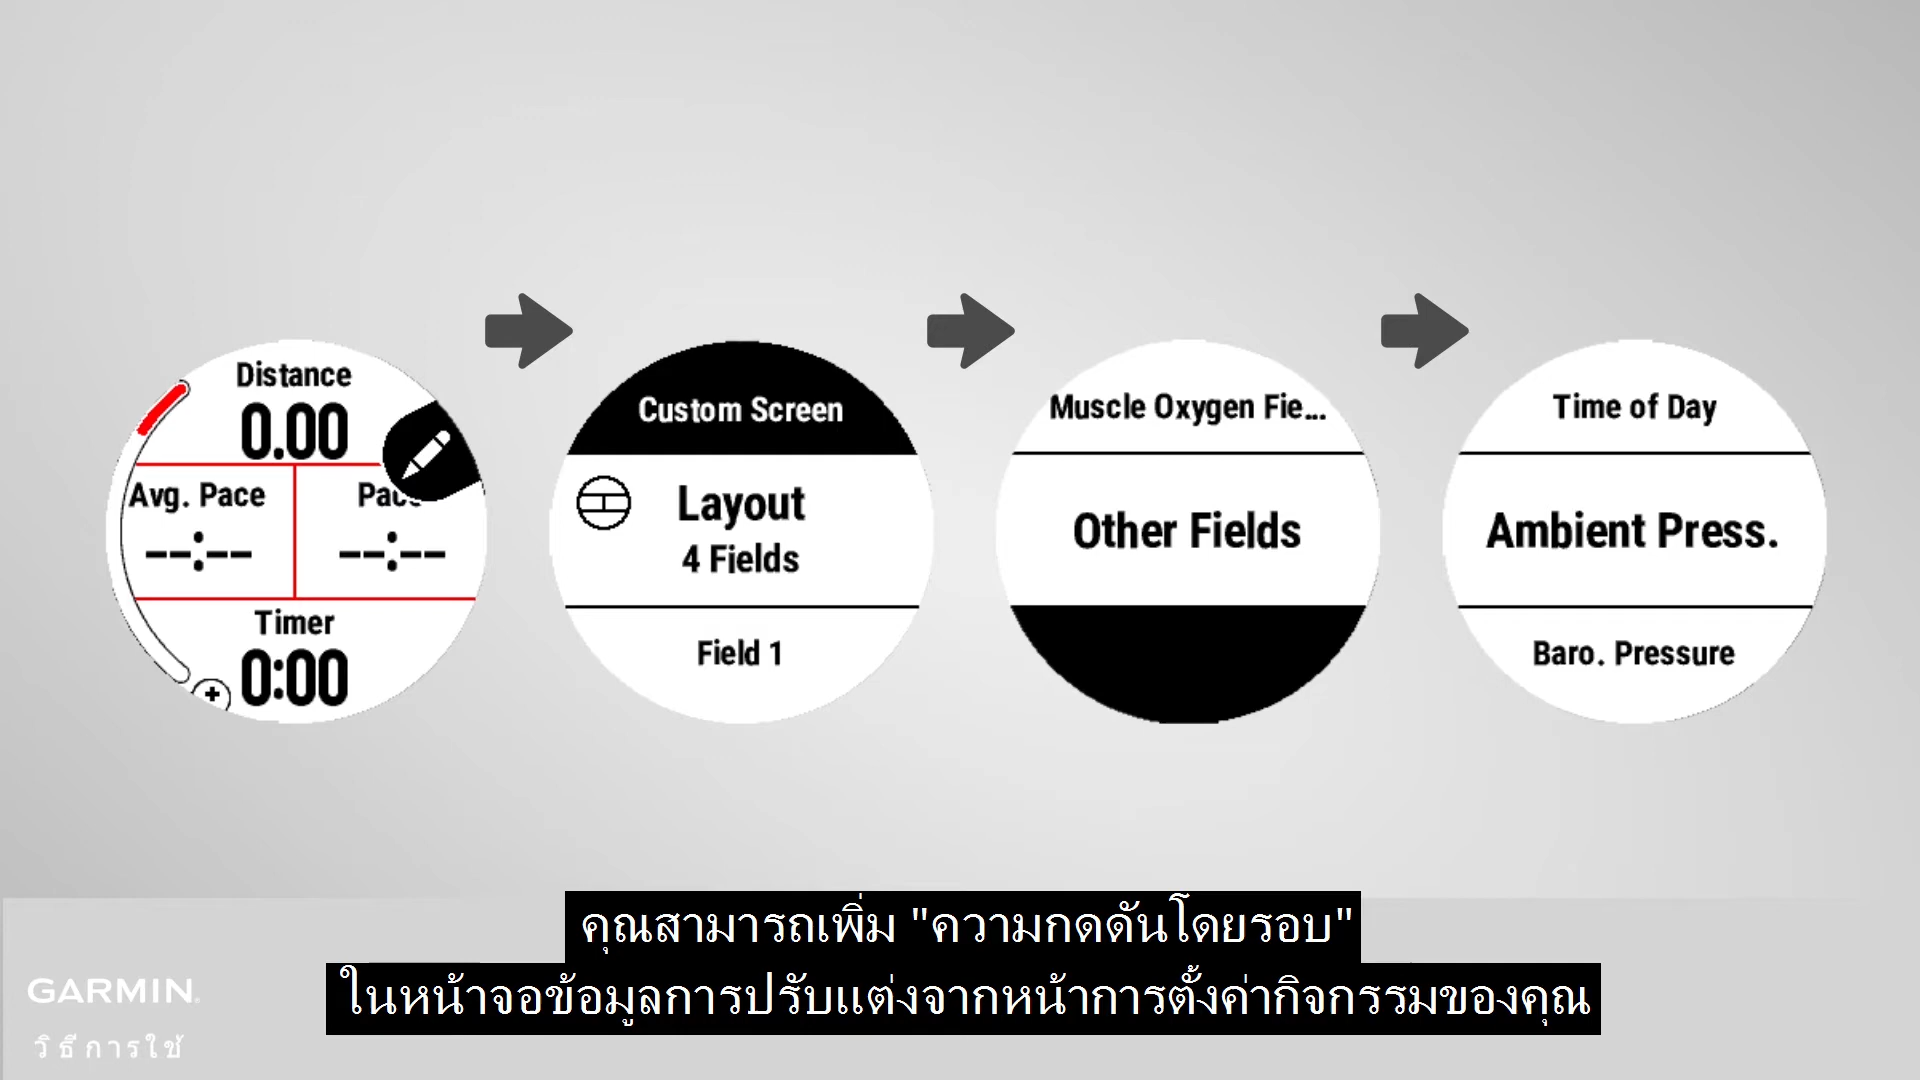 Distance
0.00
Avg. Pace
--:--
--:--
Timer
0:00
Custom Screen
Layout
4 Fields
Field 1
Muscle Oxygen Fie...
Other Fields
Time of Day
Ambient Press.
Baro. Pressure
คุณสามารถเพิ่ม "ความกดดันโดยรอบ"
ในหน้าจอข้อมูลการปรับแต่งจากหน้าการตั้งค่ากิจกรรมของคุณ
GARMIN.
วิธีการใช้